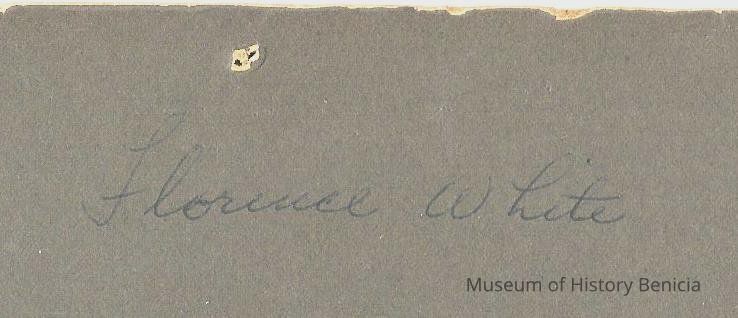 Florence White
Museum of History Benicia